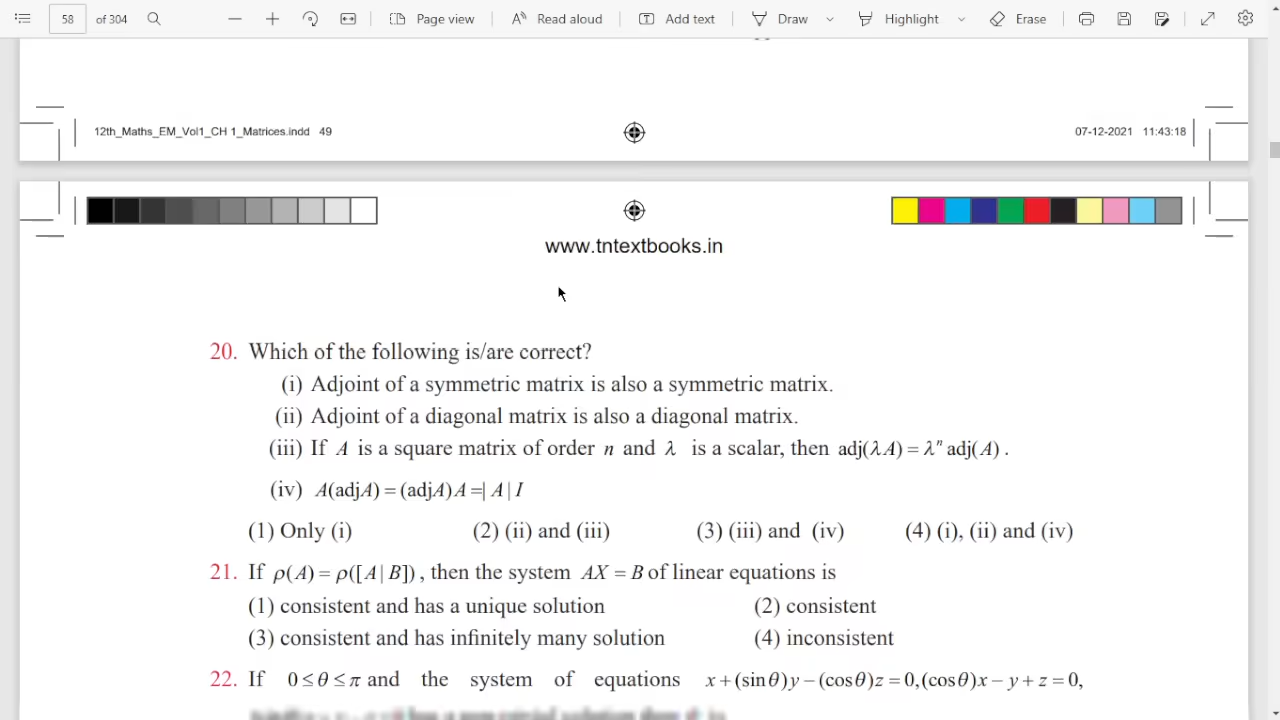 58 of 304 Page view Read aloud Add text Draw Highlight Erase
12th_Maths_EM_Vol1_CH 1_Matrices.indd 49 07-12-2021 11:43:18
www.tntextbooks.in
20. Which of the following is/are correct?
(i) Adjoint of a symmetric matrix is also a symmetric matrix.
(ii) Adjoint of a diagonal matrix is also a diagonal matrix.
(iii) If A is a square matrix of order n and λ is a scalar, then adj(λA) = λⁿ adj(A).
(iv) A(adjA) = (adjA)A =| A | I
(1) Only (i) (2) (ii) and (iii) (3) (iii) and (iv) (4) (i), (ii) and (iv)
21. If ρ(A) = ρ([A | B]), then the system AX = B of linear equations is
(1) consistent and has a unique solution (2) consistent
(3) consistent and has infinitely many solution (4) inconsistent
22. If 0 ≤ θ ≤ π and the system of equations x + (sin θ)y − (cos θ)z = 0, (cos θ)x − y + z = 0,